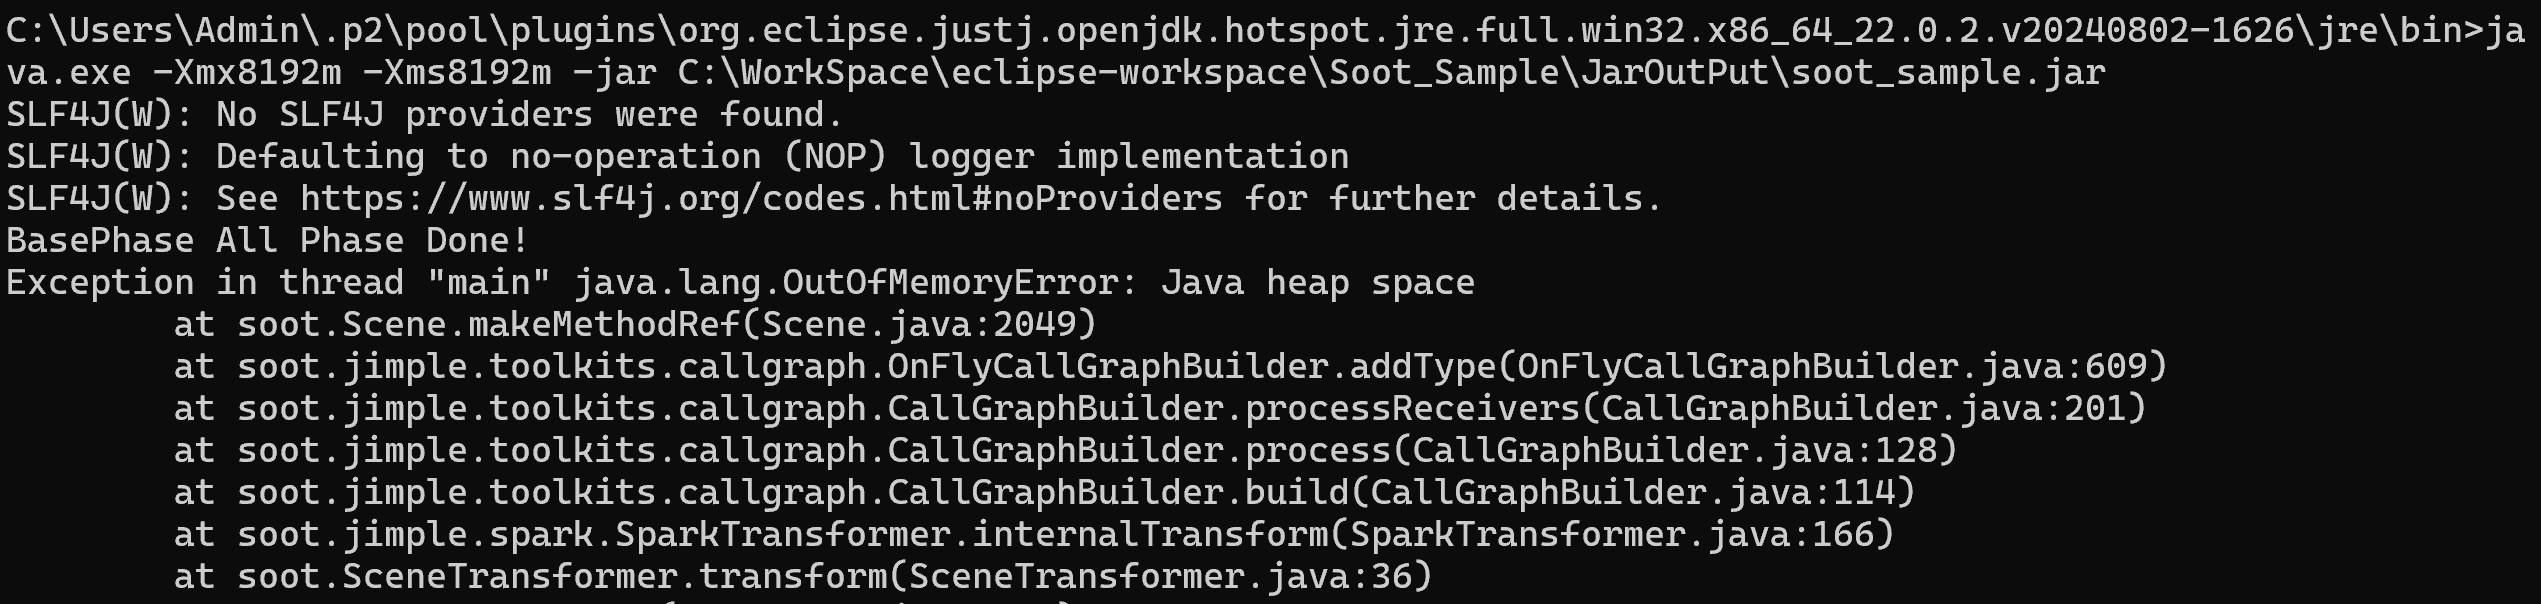 C:\Users\Admin\.p2\pool\plugins\org.eclipse.justj.openjdk.hotspot.jre.full.win32.x86_64_22.0.2.v20240802-1626\jre\bin>ja
va.exe -Xmx8192m -Xms8192m -jar C:\WorkSpace\eclipse-workspace\Soot_Sample\JarOutPut\soot_sample.jar
SLF4J(W): No SLF4J providers were found.
SLF4J(W): Defaulting to no-operation (NOP) logger implementation
SLF4J(W): See https://www.slf4j.org/codes.html#noProviders for further details.
BasePhase All Phase Done!
Exception in thread "main" java.lang.OutOfMemoryError: Java heap space
        at soot.Scene.makeMethodRef(Scene.java:2049)
        at soot.jimple.toolkits.callgraph.OnFlyCallGraphBuilder.addType(OnFlyCallGraphBuilder.java:609)
        at soot.jimple.toolkits.callgraph.CallGraphBuilder.processReceivers(CallGraphBuilder.java:201)
        at soot.jimple.toolkits.callgraph.CallGraphBuilder.process(CallGraphBuilder.java:128)
        at soot.jimple.toolkits.callgraph.CallGraphBuilder.build(CallGraphBuilder.java:114)
        at soot.jimple.spark.SparkTransformer.internalTransform(SparkTransformer.java:166)
        at soot.SceneTransformer.transform(SceneTransformer.java:36)